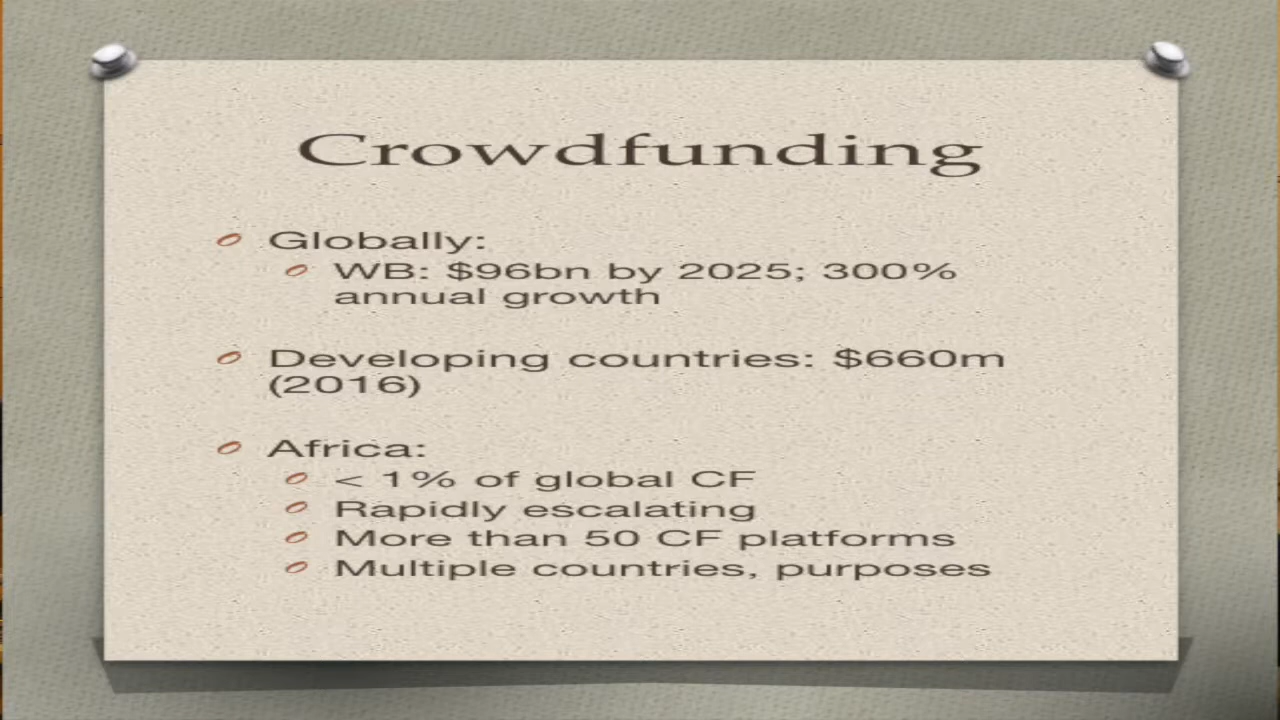 Crowdfunding
Globally:
WB: $96bn by 2025; 300%
annual growth
Developing countries: $660m
(2016)
Africa:
< 1% of global CF
Rapidly escalating
More than 50 CF platforms
Multiple countries, purposes